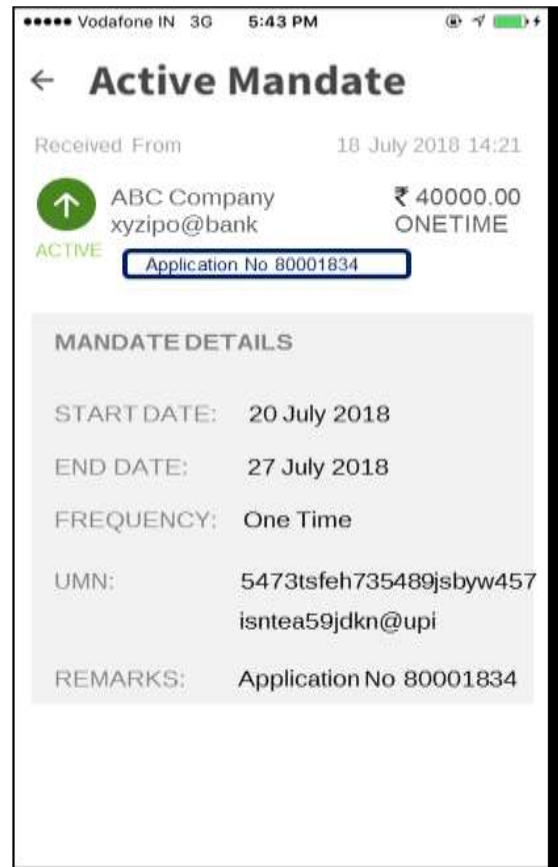 Vodafone IN 3G 5:43 PM
← Active Mandate
Received From 18 July 2018 14:21
ABC Company ₹ 40000.00
xyzipo@bank ONETIME
ACTIVE
Application No 80001834
MANDATE DETAILS
START DATE: 20 July 2018
END DATE: 27 July 2018
FREQUENCY: One Time
UMN: 5473tsfeh735489jsbyw457
isntea59jdkn@upi
REMARKS: Application No 80001834